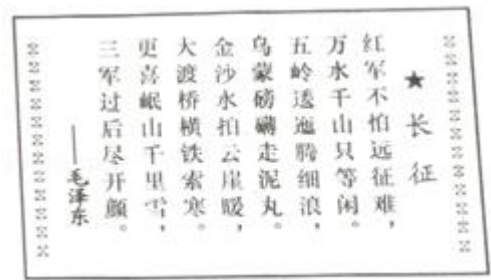 ★ 长征
红军不怕远征难，
万水千山只等闲。
五岭逶迤腾细浪，
乌蒙磅礴走泥丸。
金沙水拍云崖暖，
大渡桥横铁索寒。
更喜岷山千里雪，
三军过后尽开颜。
——毛泽东